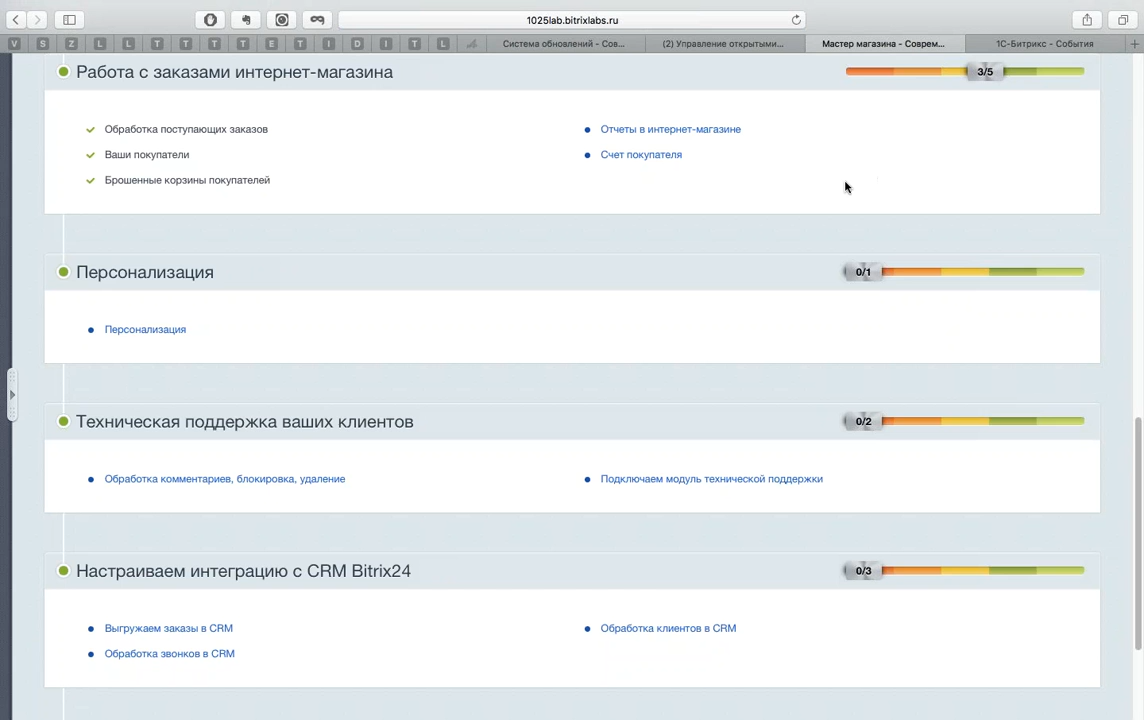 1025lab.bitrixlabs.ru
V S Z L L T T T T E T I D I T L Система обновлений - Сов... (2) Управление открытыми... Мастер магазина - Соврем... 1С-Битрикс - События
Работа с заказами интернет-магазина 3/5
Обработка поступающих заказов
Ваши покупатели
Брошенные корзины покупателей
Отчеты в интернет-магазине
Счет покупателя
Персонализация 0/1
Персонализация
Техническая поддержка ваших клиентов 0/2
Обработка комментариев, блокировка, удаление
Подключаем модуль технической поддержки
Настраиваем интеграцию с CRM Bitrix24 0/3
Выгружаем заказы в CRM
Обработка звонков в CRM
Обработка клиентов в CRM